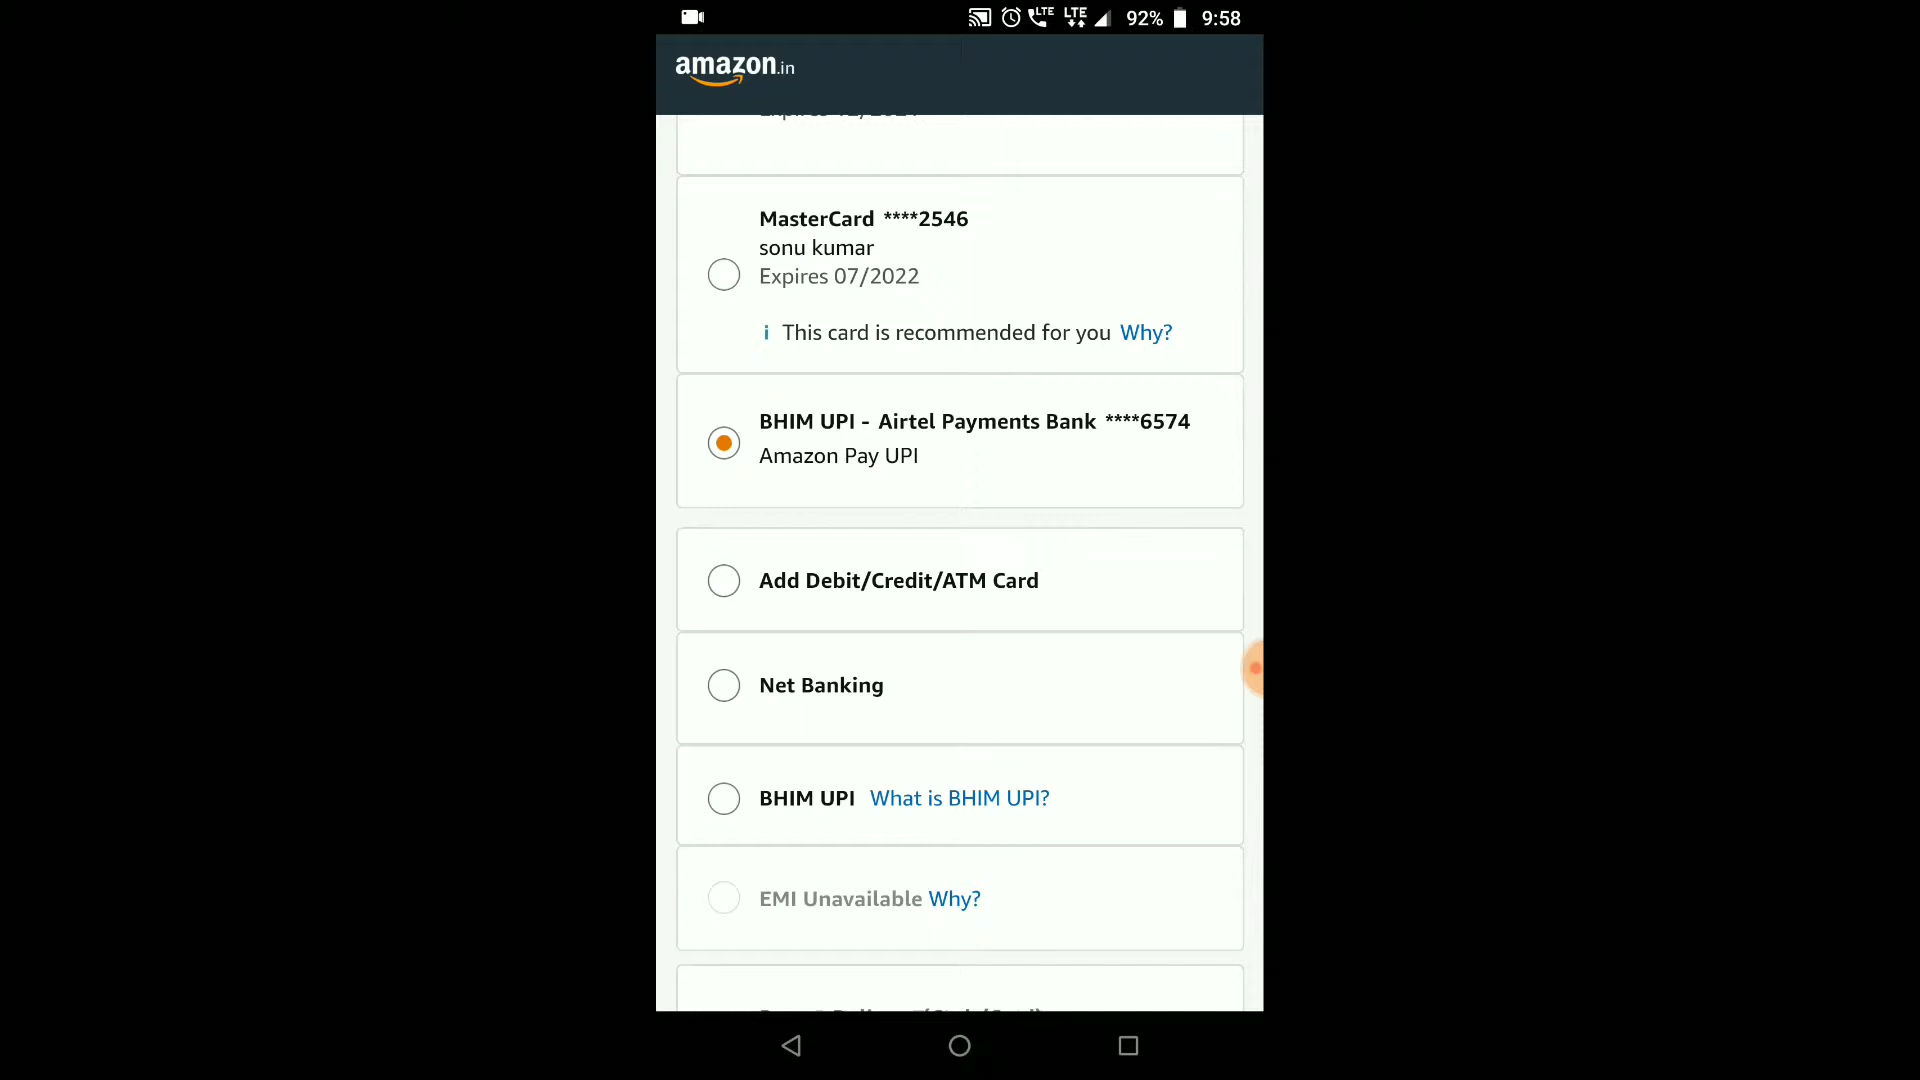 LTE LTE 92% 9:58
amazon.in
MasterCard ****2546
sonu kumar
Expires 07/2022
i This card is recommended for you Why?
BHIM UPI - Airtel Payments Bank ****6574
Amazon Pay UPI
Add Debit/Credit/ATM Card
Net Banking
BHIM UPI What is BHIM UPI?
EMI Unavailable Why?